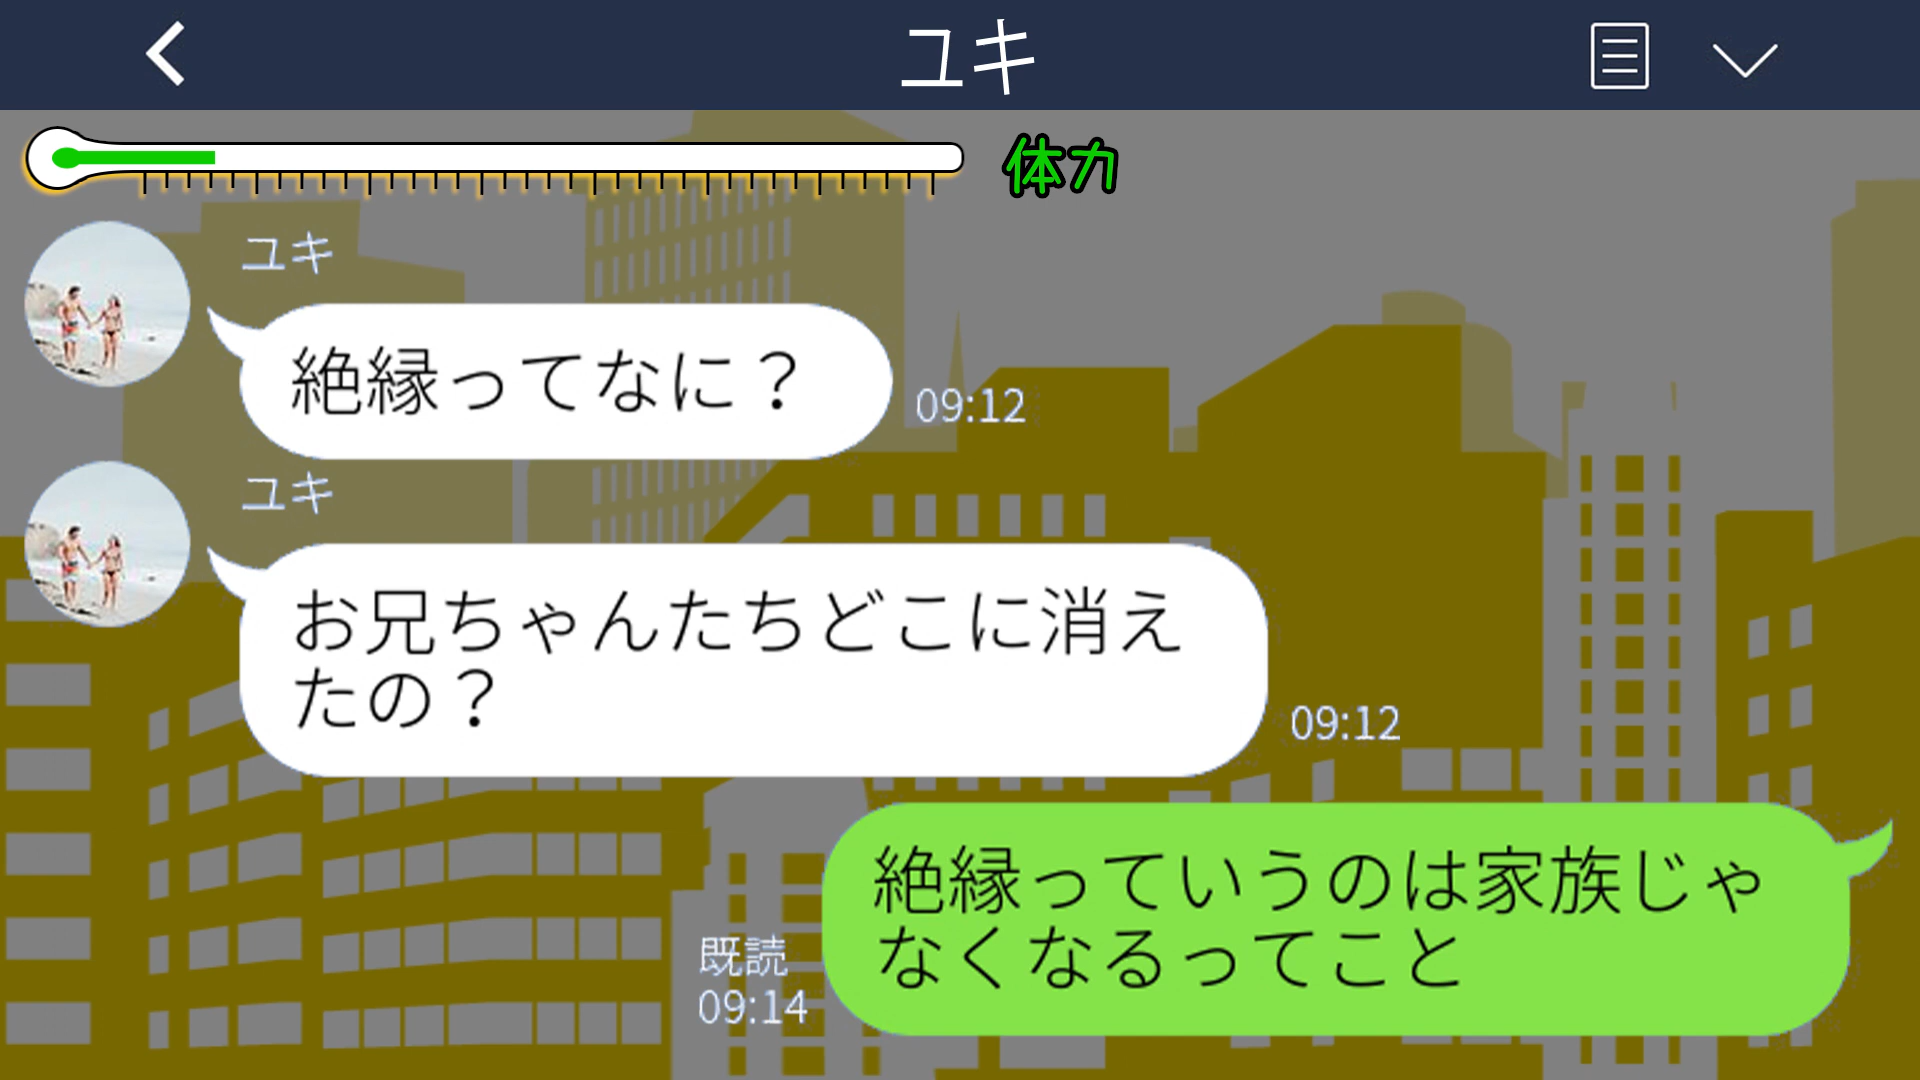 ユキ
体力
ユキ
絶縁ってなに？
09:12
ユキ
お兄ちゃんたちどこに消え
たの？
09:12
絶縁っていうのは家族じゃ
なくなるってこと
既読
09:14